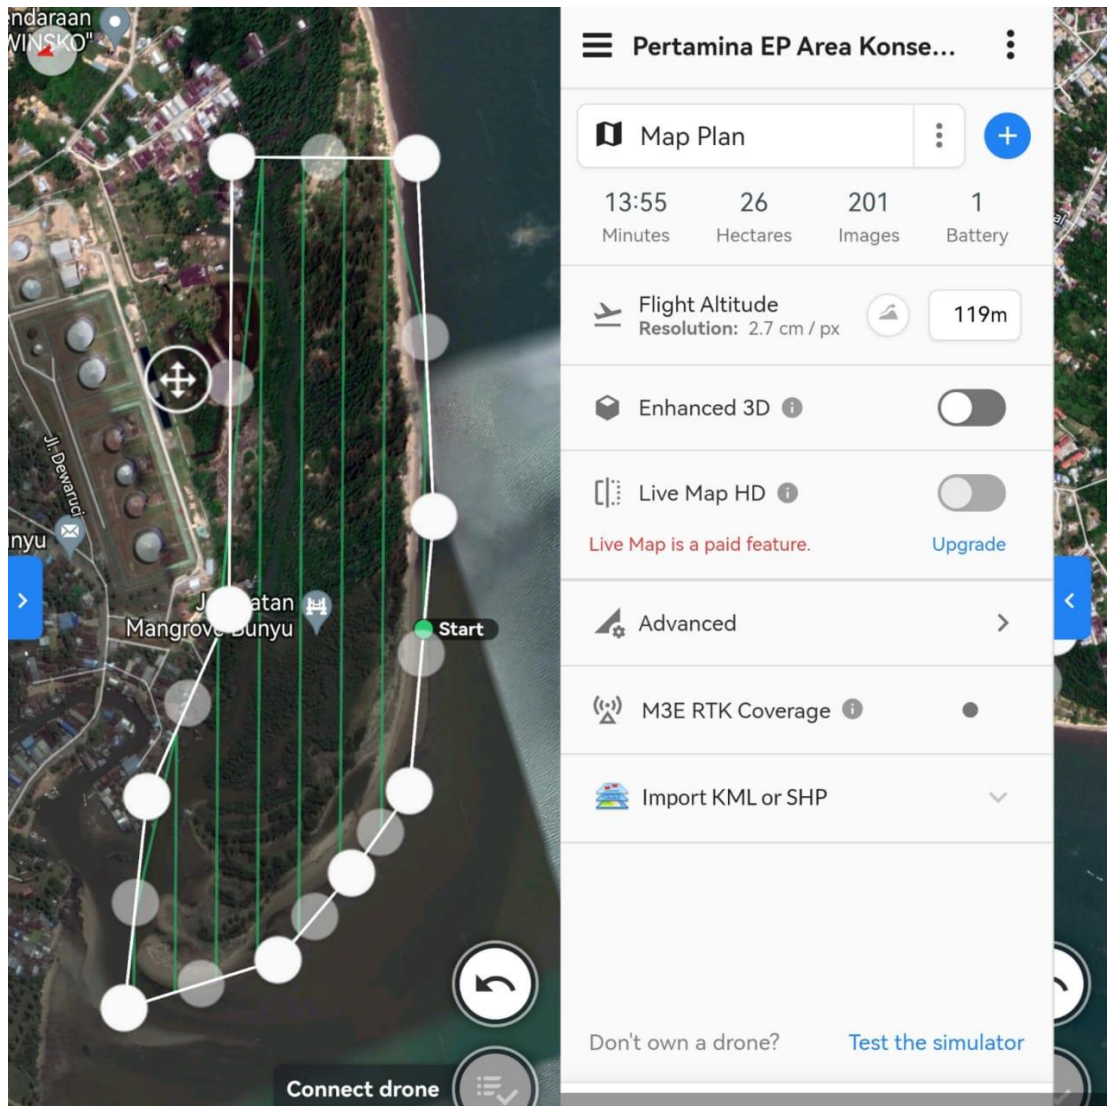 ndaraan
WINSKO"
Jl. Dewaruci
nyu
J atan
Mangrove Bunyu
Start
Connect drone
Pertamina EP Area Konse...
Map Plan
13:55
Minutes
26
Hectares
201
Images
1
Battery
Flight Altitude
Resolution: 2.7 cm / px
119m
Enhanced 3D
Live Map HD
Live Map is a paid feature.
Upgrade
Advanced
M3E RTK Coverage
Import KML or SHP
Don't own a drone?
Test the simulator